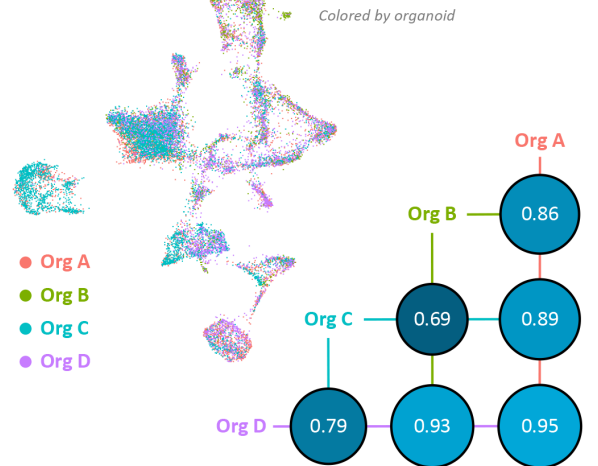 Colored by organoid
Org A
Org B
0.86
Org A
Org B
Org C
Org D
Org C
0.69
0.89
Org D
0.79
0.93
0.95